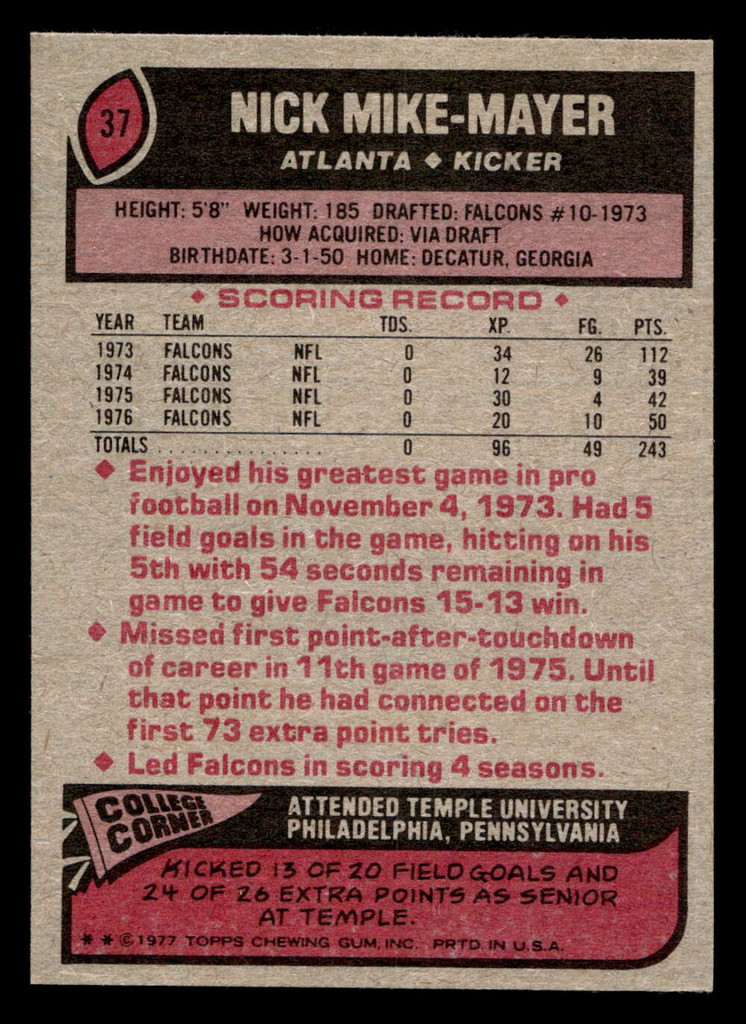 37
NICK MIKE-MAYER
ATLANTA ♦ KICKER
HEIGHT: 5'8" WEIGHT: 185 DRAFTED: FALCONS #10-1973
HOW ACQUIRED: VIA DRAFT
BIRTHDATE: 3-1-50 HOME: DECATUR, GEORGIA
♦ SCORING RECORD ♦
YEAR TEAM TDS. XP. FG. PTS.
1973 FALCONS NFL 0 34 26 112
1974 FALCONS NFL 0 12 9 39
1975 FALCONS NFL 0 30 4 42
1976 FALCONS NFL 0 20 10 50
TOTALS . . . . . . . . . . . . . . . 0 96 49 243
♦ Enjoyed his greatest game in pro
football on November 4, 1973. Had 5
field goals in the game, hitting on his
5th with 54 seconds remaining in
game to give Falcons 15-13 win.
♦ Missed first point-after-touchdown
of career in 11th game of 1975. Until
that point he had connected on the
first 73 extra point tries.
♦ Led Falcons in scoring 4 seasons.
COLLEGE
CORNER
ATTENDED TEMPLE UNIVERSITY
PHILADELPHIA, PENNSYLVANIA
KICKED 13 OF 20 FIELD GOALS AND
24 OF 26 EXTRA POINTS AS SENIOR
AT TEMPLE.
* * © 1977 TOPPS CHEWING GUM, INC. PRTD. IN U.S.A.